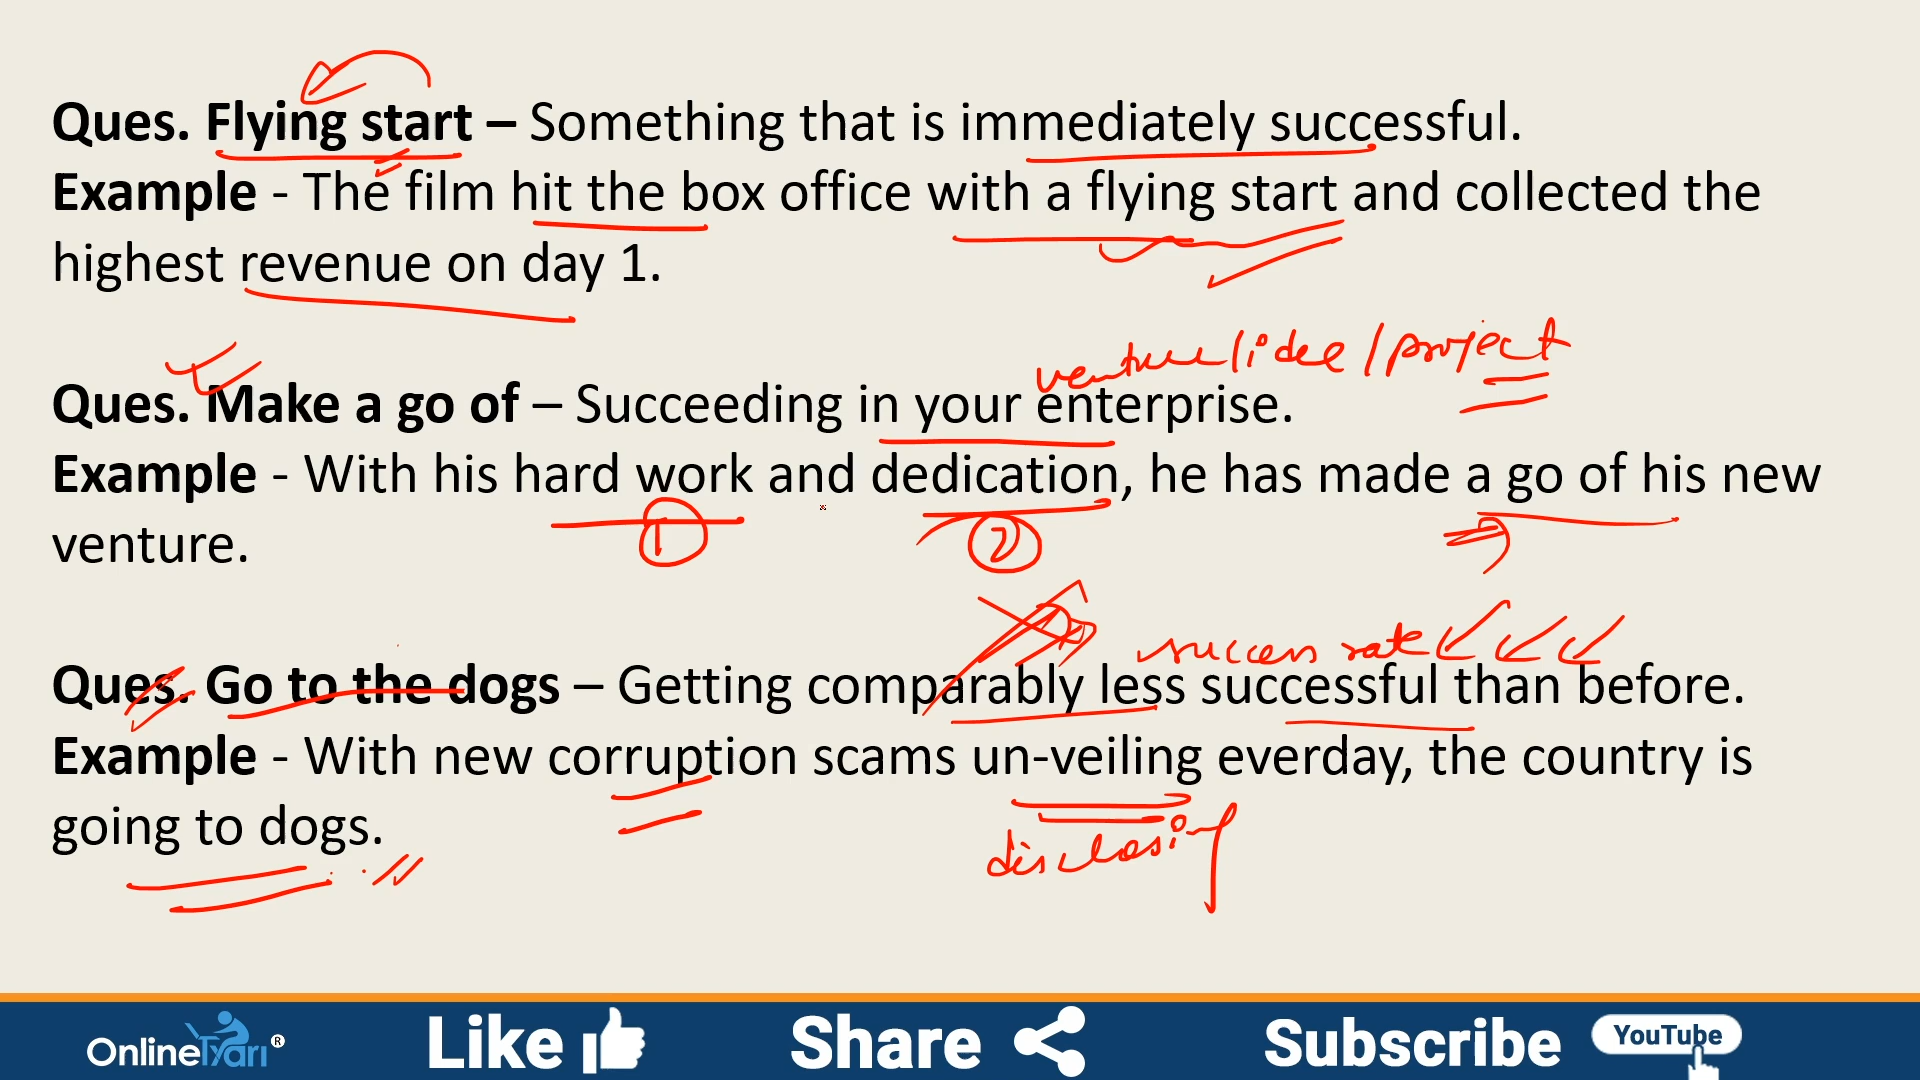 Ques. Flying start – Something that is immediately successful.
Example - The film hit the box office with a flying start and collected the
highest revenue on day 1.
venture/idea/project
Ques. Make a go of – Succeeding in your enterprise.
Example - With his hard work and dedication, he has made a go of his new
1 2
venture.
success rate
Ques. Go to the dogs – Getting comparably less successful than before.
Example - With new corruption scams un-veiling everday, the country is
going to dogs.
disclosing
OnlineTyari ® Like Share Subscribe YouTube